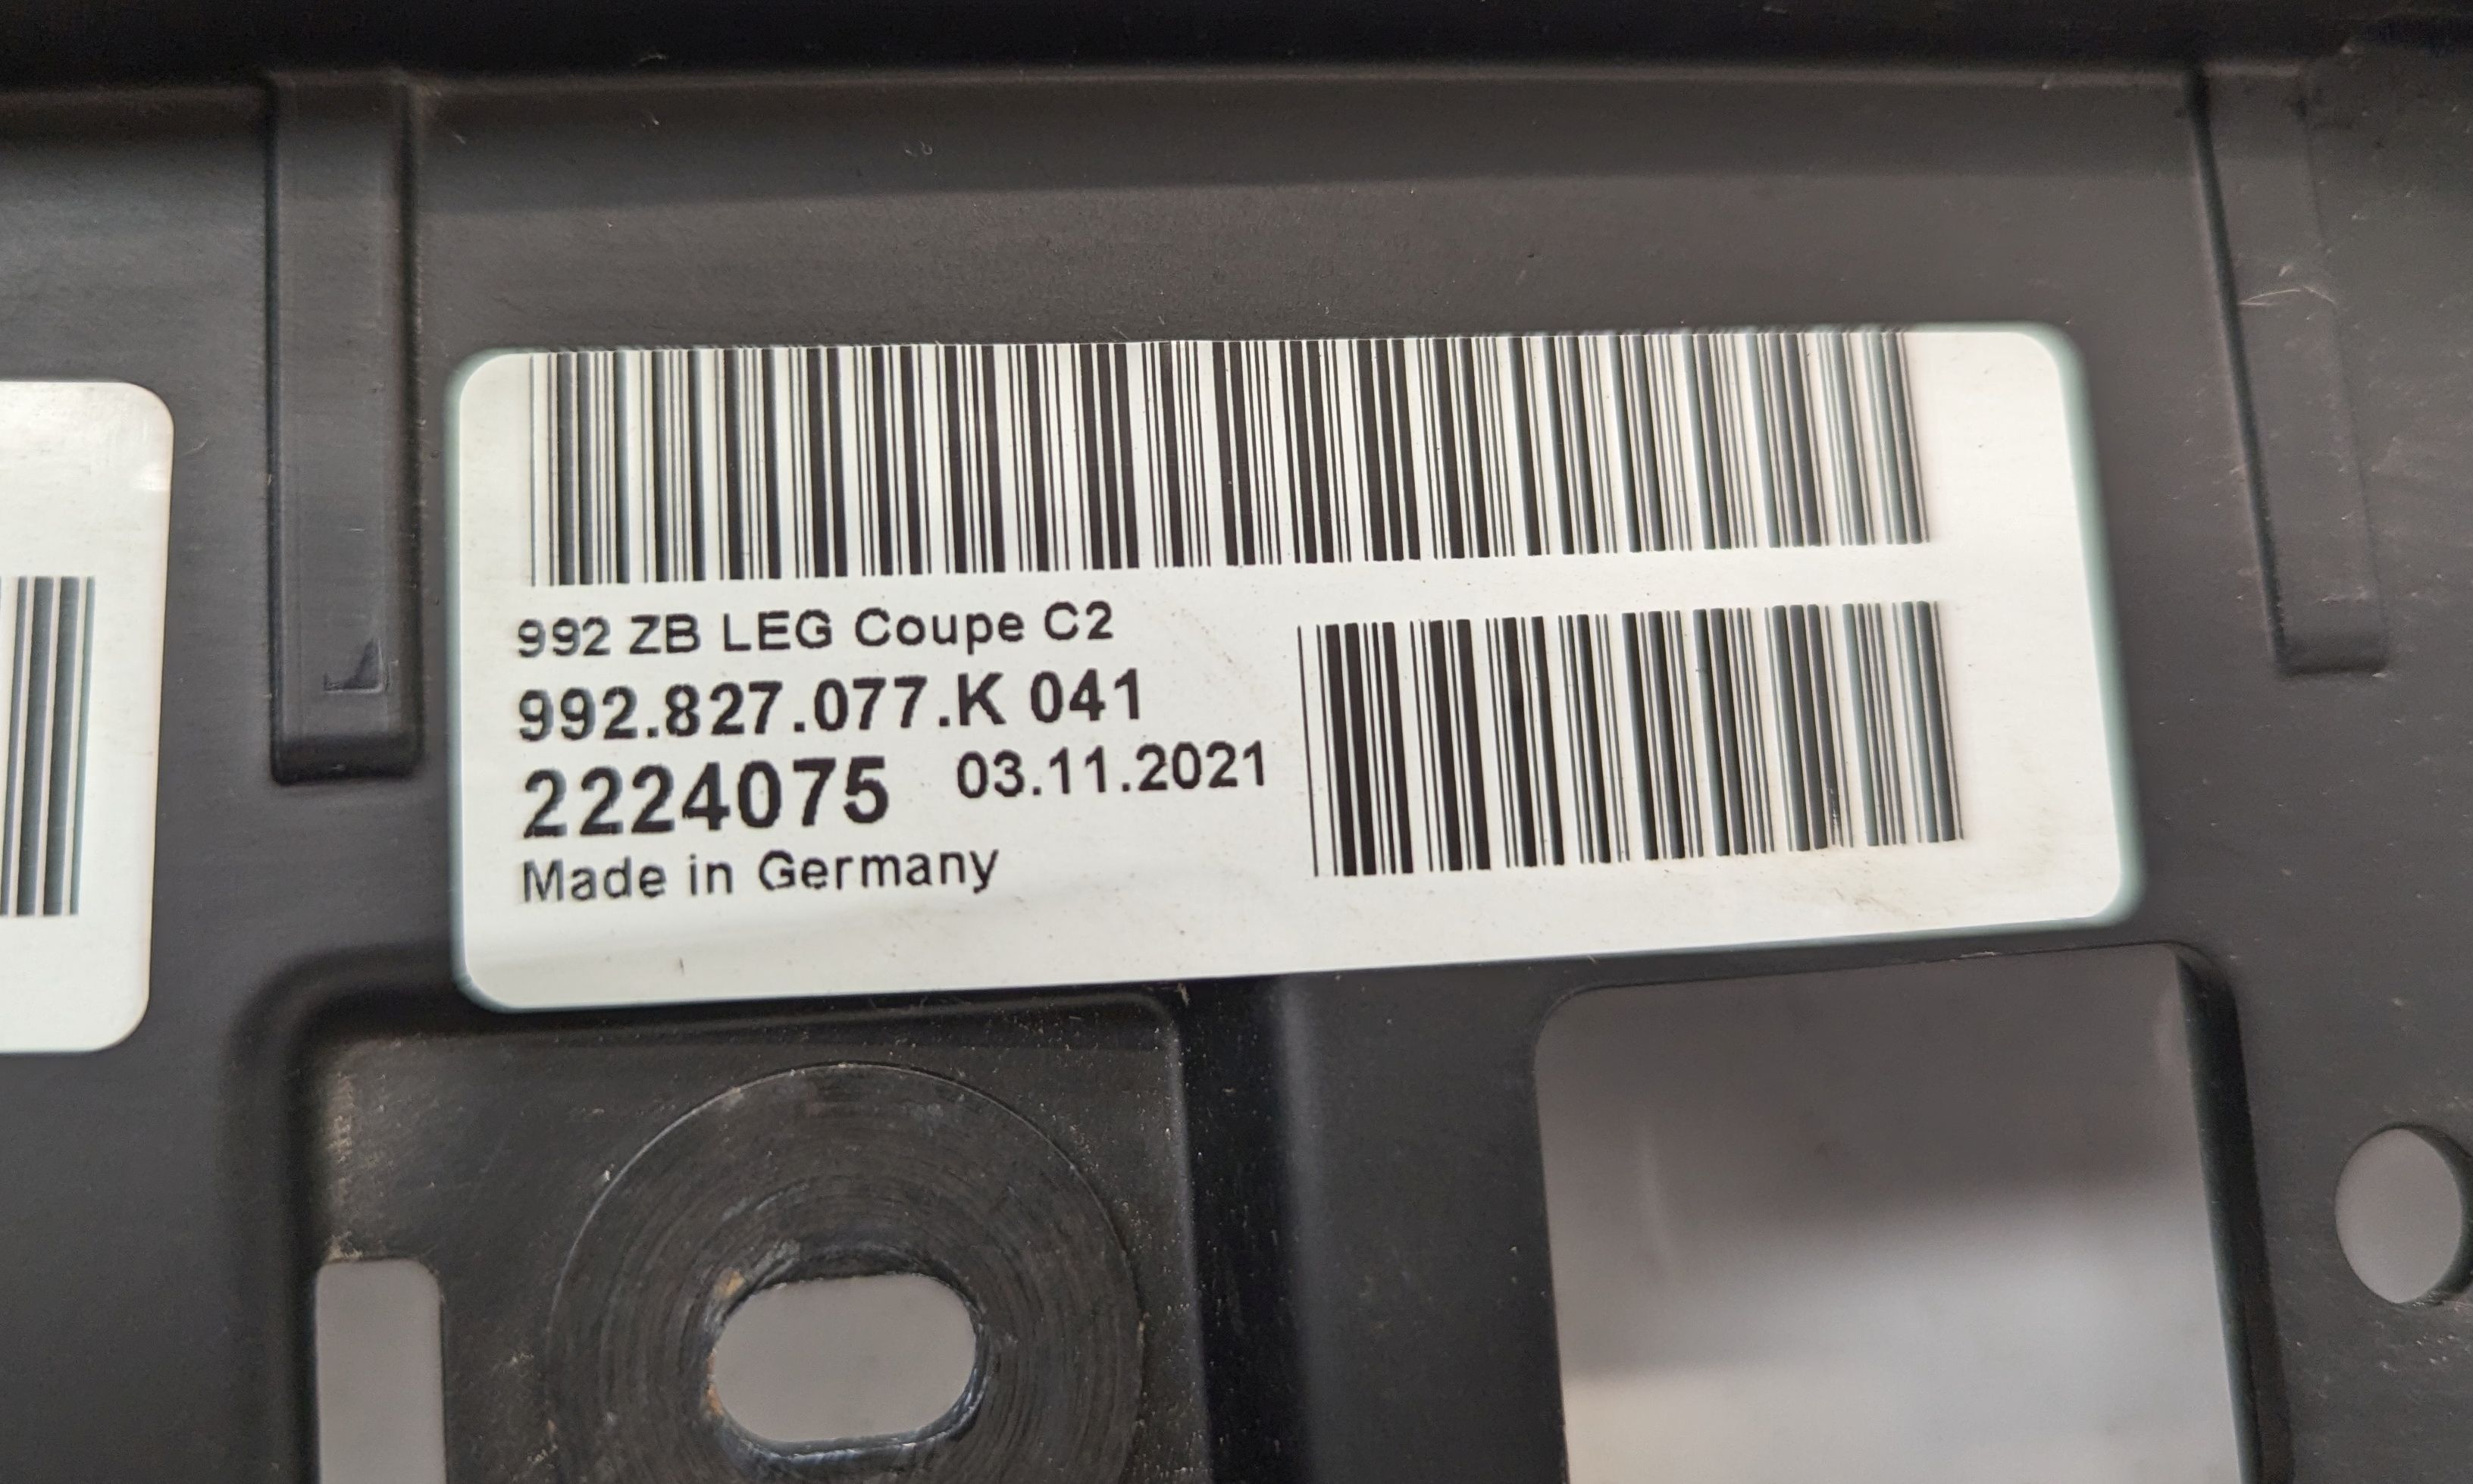 992 ZB LEG Coupe C2
992.827.077.K 041
2224075 03.11.2021
Made in Germany